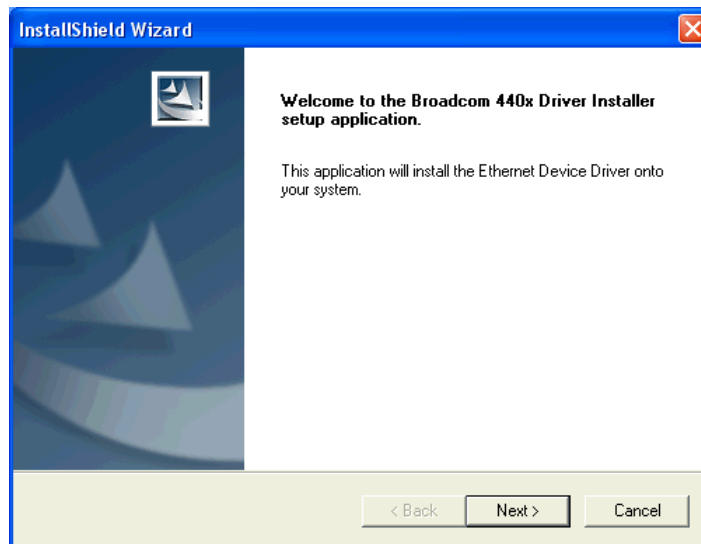 InstallShield Wizard
Welcome to the Broadcom 440x Driver Installer
setup application.
This application will install the Ethernet Device Driver onto
your system.
< Back
Next >
Cancel